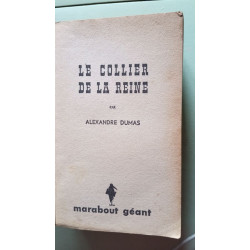 LE COLLIER
DE LA REINE
PAR
ALEXANDRE DUMAS
marabout géant